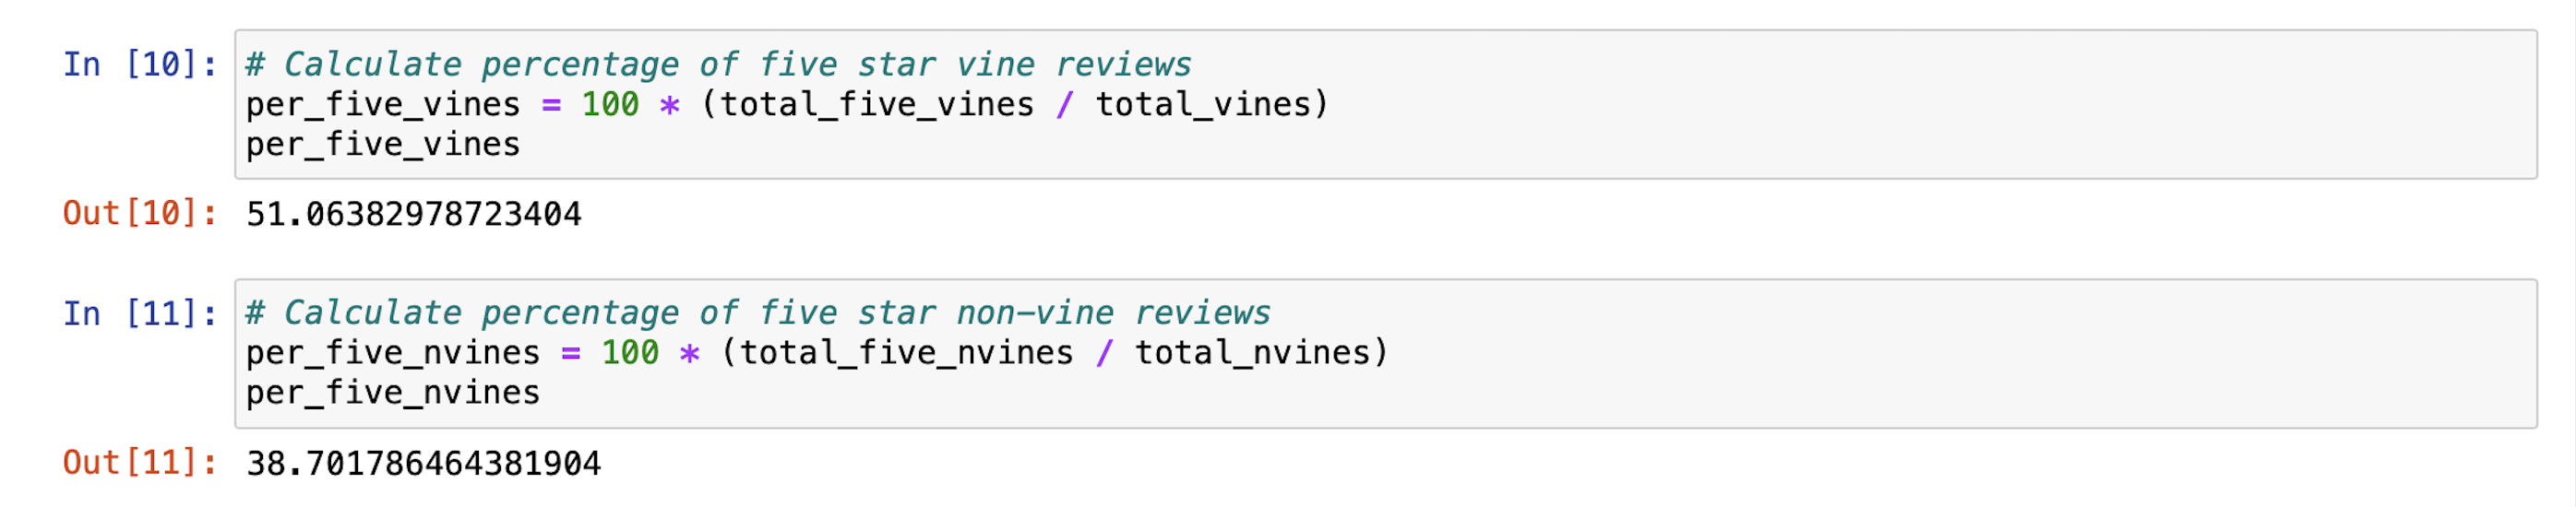 In [10]: # Calculate percentage of five star vine reviews
per_five_vines = 100 * (total_five_vines / total_vines)
per_five_vines
Out[10]: 51.06382978723404
In [11]: # Calculate percentage of five star non-vine reviews
per_five_nvines = 100 * (total_five_nvines / total_nvines)
per_five_nvines
Out[11]: 38.701786464381904